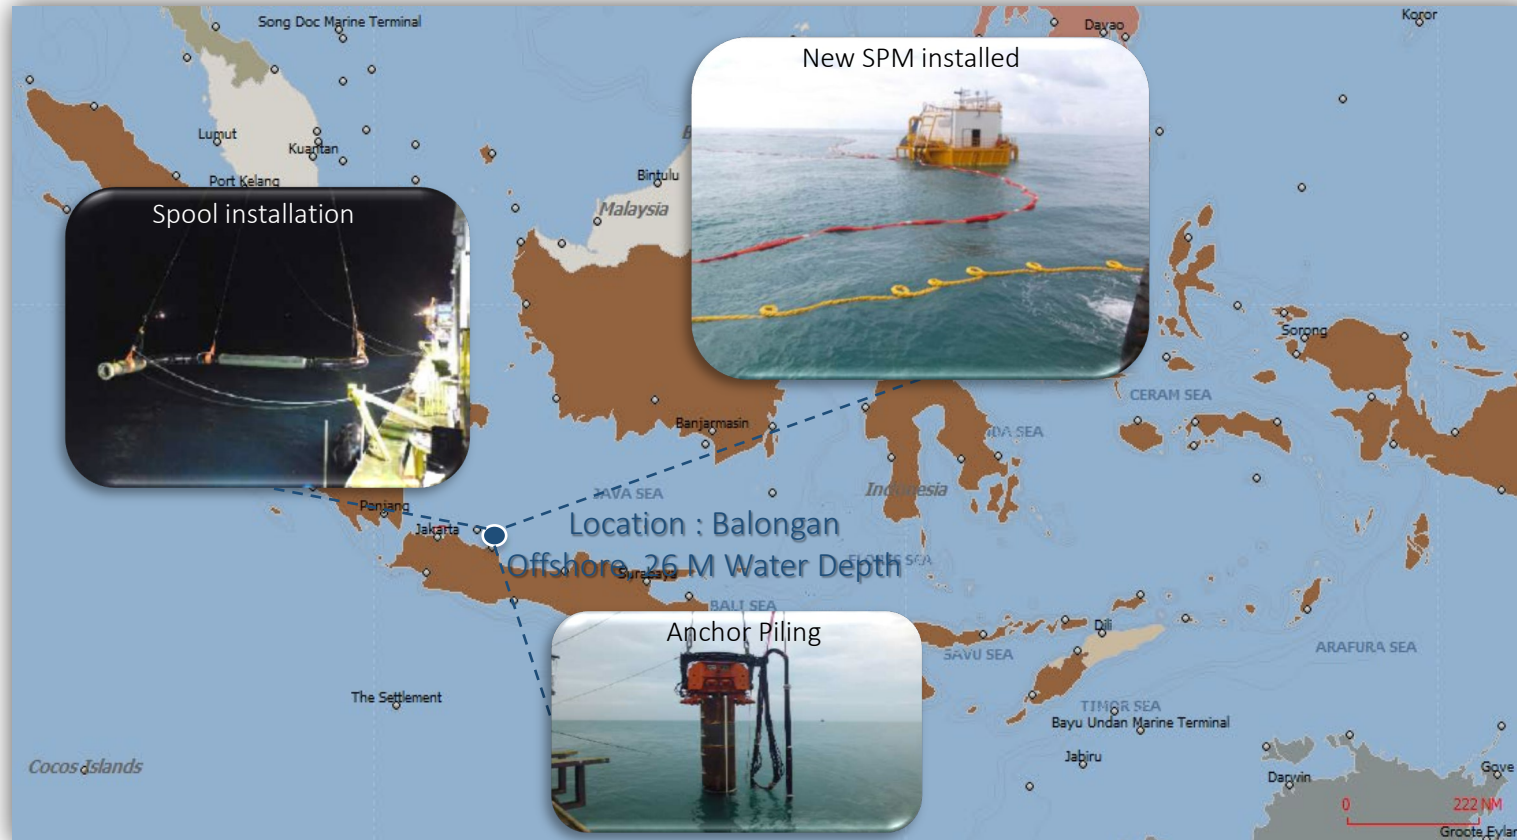 Koror
Song Doc Marine Terminal
Davao
New SPM installed
Lumut
Kuantan
Port Kelang
Bintulu
Malaysia
Spool installation
Sorong
CERAM SEA
Banjarmasin
Indonesia
JAVA SEA
Panjang
Jakarta
Location : Balongan
Offshore, 26 M Water Depth
FLORES SEA
Surabaya
BALI SEA
Anchor Piling
Dili
SAVU SEA
ARAFURA SEA
The Settlement
TIMOR SEA
Bayu Undan Marine Terminal
Jabiru
Cocos Islands
Darwin
Gove
0 222 NM
Groote Eylan